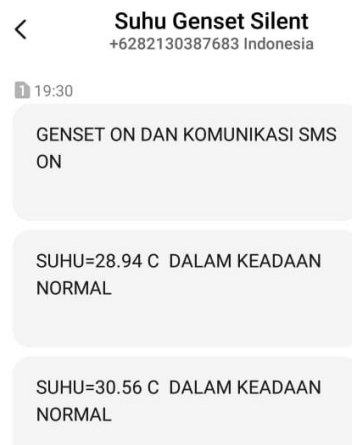 Suhu Genset Silent
+6282130387683 Indonesia
1 19:30
GENSET ON DAN KOMUNIKASI SMS
ON
SUHU=28.94 C DALAM KEADAAN
NORMAL
SUHU=30.56 C DALAM KEADAAN
NORMAL